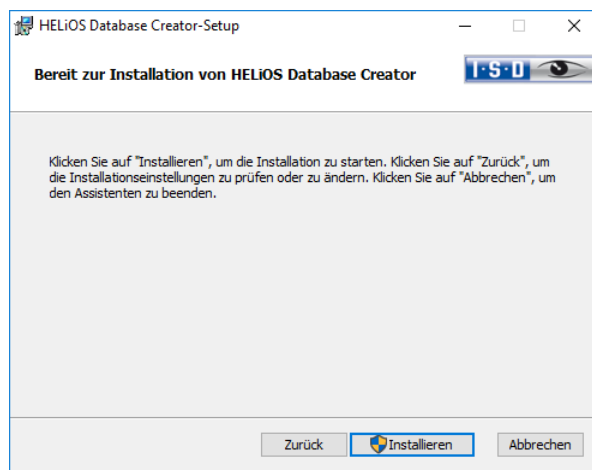 HELiOS Database Creator-Setup
Bereit zur Installation von HELiOS Database Creator
I·S·D
Klicken Sie auf "Installieren", um die Installation zu starten. Klicken Sie auf "Zurück", um
die Installationseinstellungen zu prüfen oder zu ändern. Klicken Sie auf "Abbrechen", um
den Assistenten zu beenden.
Zurück
Installieren
Abbrechen